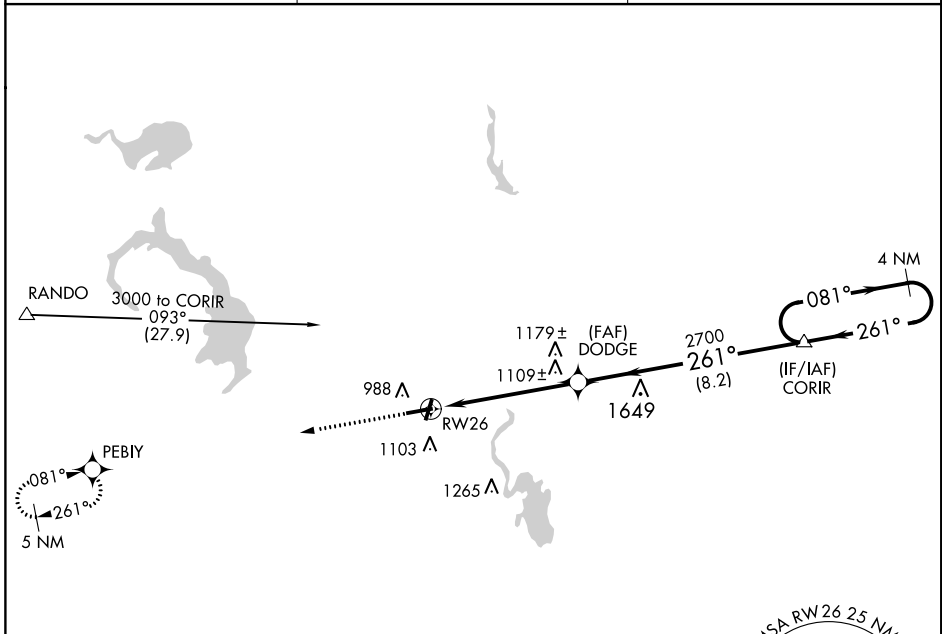 4 NM
RANDO
3000 to CORIR
093°
(27.9)
081°
261°
1179±
(FAF)
DODGE
2700
261°
(8.2)
(IF/IAF)
CORIR
1109±
988
1649
RW26
1103
PEBIY
081°
261°
1265
5 NM
MSA RW26 25 NM